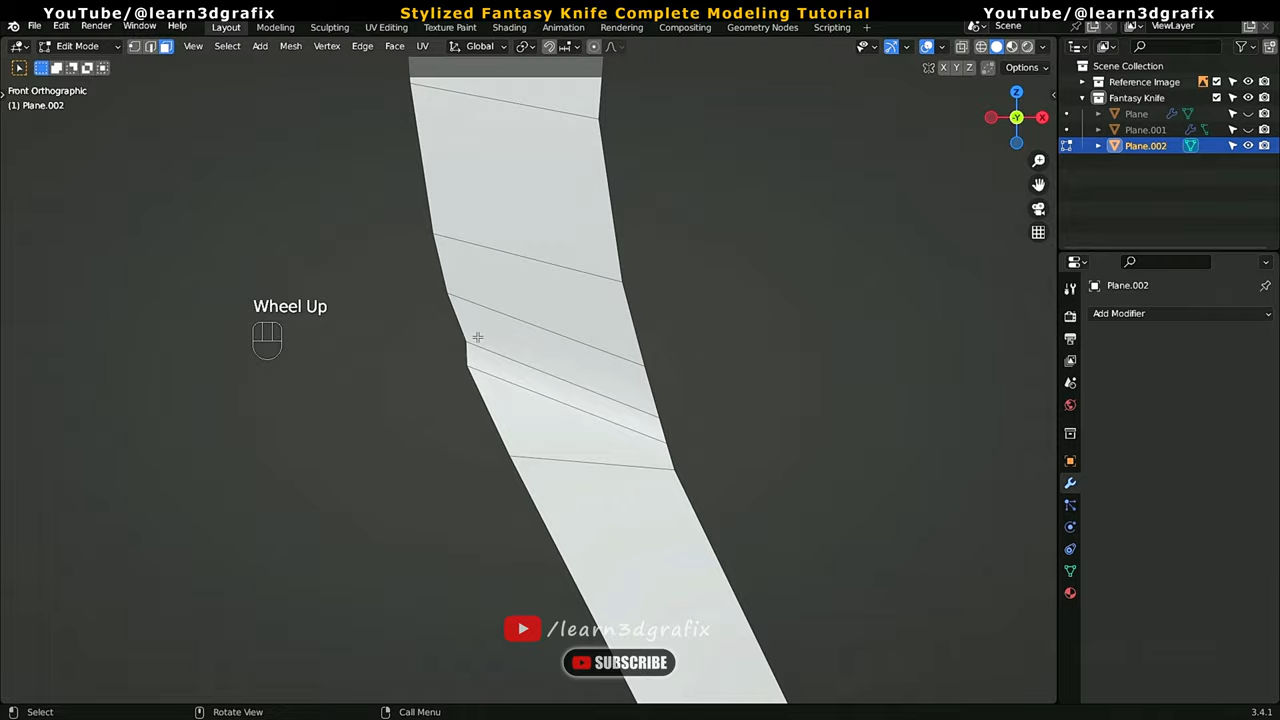 YouTube/@learn3dgrafix
Stylized Fantasy Knife Complete Modeling Tutorial
YouTube/@learn3dgrafix
File Edit Render Window Help
Layout Modeling Sculpting UV Editing Texture Paint Shading Animation Rendering Compositing Geometry Nodes Scripting +
Scene
ViewLayer
Edit Mode
View Select Add Mesh Vertex Edge Face UV
Global
X Y Z
Options
Front Orthographic
(1) Plane.002
Z
-Y
X
Scene Collection
Reference Image
Fantasy Knife
Plane
Plane.001
Plane.002
Plane.002
Add Modifier
Wheel Up
/learn3dgrafix
SUBSCRIBE
Select
Rotate View
Call Menu
3.4.1